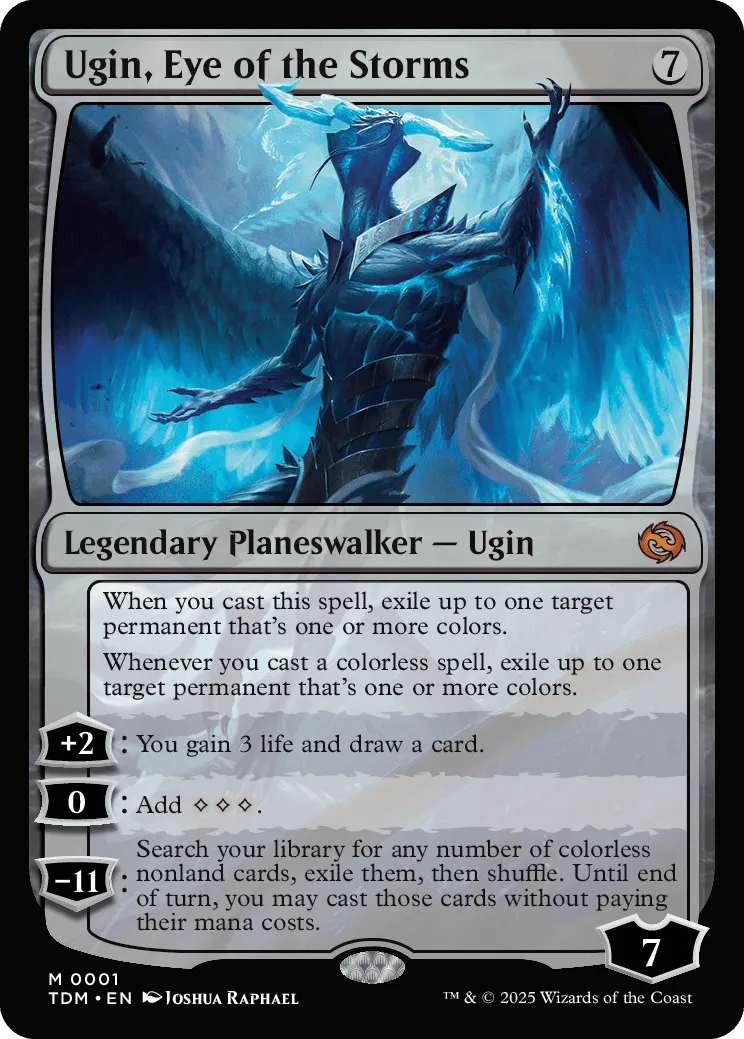 Ugin, Eye of the Storms 7
Legendary Planeswalker — Ugin
When you cast this spell, exile up to one target
permanent that's one or more colors.
Whenever you cast a colorless spell, exile up to one
target permanent that's one or more colors.
+2: You gain 3 life and draw a card.
0: Add ◇◇◇.
−11: Search your library for any number of colorless
nonland cards, exile them, then shuffle. Until end
of turn, you may cast those cards without paying
their mana costs.
7
M 0001
TDM • EN Joshua Raphael
™ & © 2025 Wizards of the Coast